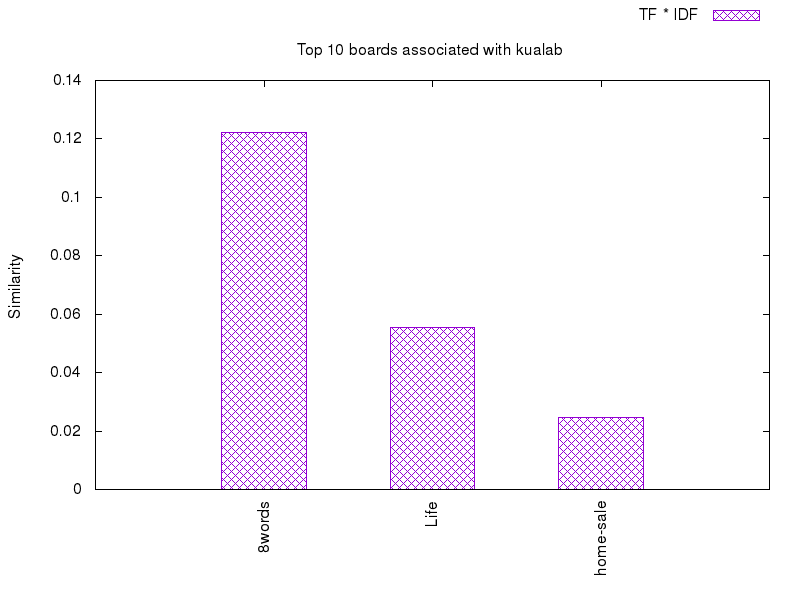 TF * IDF
Top 10 boards associated with kualab
0.14
0.12
0.1
0.08
0.06
0.04
0.02
0
Similarity
8words
Life
home-sale